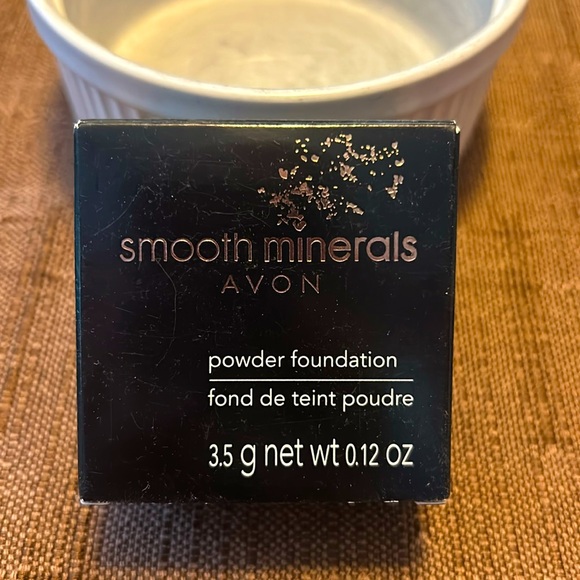 smooth minerals
AVON
powder foundation
fond de teint poudre
3.5 g net wt 0.12 oz